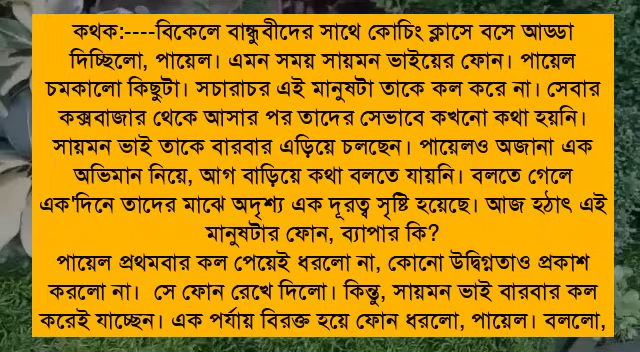 কথক:----বিকেলে বান্ধুবীদের সাথে কোচিং ক্লাসে বসে আড্ডা
দিচ্ছিলো, পায়েল। এমন সময় সায়মন ভাইয়ের ফোন। পায়েল
চমকালো কিছুটা। সচারাচর এই মানুষটা তাকে কল করে না। সেবার
কক্সবাজার থেকে আসার পর তাদের সেভাবে কখনো কথা হয়নি।
সায়মন ভাই তাকে বারবার এড়িয়ে চলছেন। পায়েলও অজানা এক
অভিমান নিয়ে, আগ বাড়িয়ে কথা বলতে যায়নি। বলতে গেলে
এক'দিনে তাদের মাঝে অদৃশ্য এক দূরত্ব সৃষ্টি হয়েছে। আজ হঠাৎ এই
মানুষটার ফোন, ব্যাপার কি?
পায়েল প্রথমবার কল পেয়েই ধরলো না, কোনো উদ্বিগ্নতাও প্রকাশ
করলো না। সে ফোন রেখে দিলো। কিন্তু, সায়মন ভাই বারবার কল
করেই যাচ্ছেন। এক পর্যায় বিরক্ত হয়ে ফোন ধরলো, পায়েল। বললো,